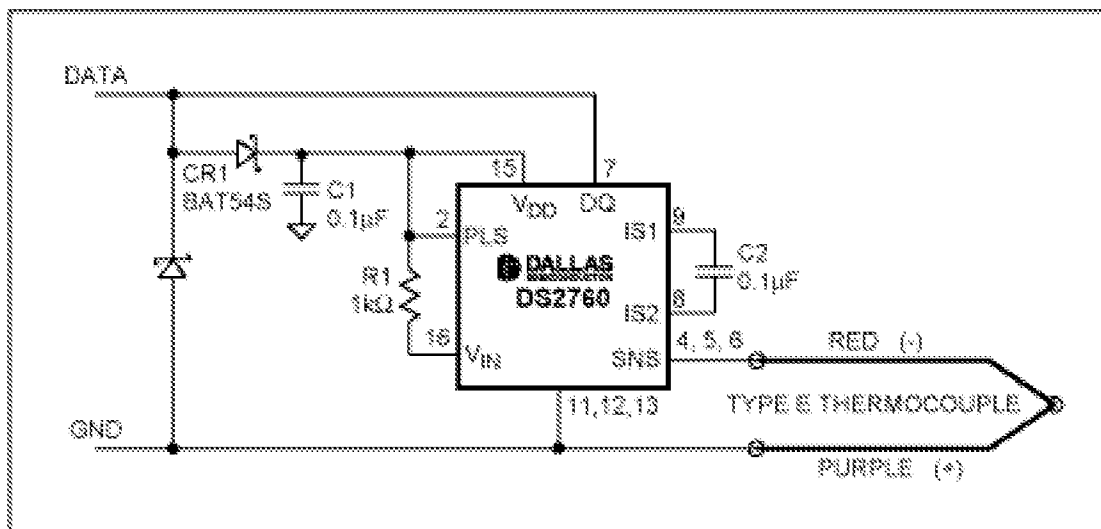 DATA
CR1
BAT54S
C1
0.1µF
15
7
VDD
DQ
2
PLS
IS1
9
DALLAS
DS2760
C2
0.1µF
R1
1kΩ
IS2
8
16
VIN
SNS
4, 5, 6
RED (-)
11,12,13
TYPE E THERMOCOUPLE
GND
PURPLE (+)